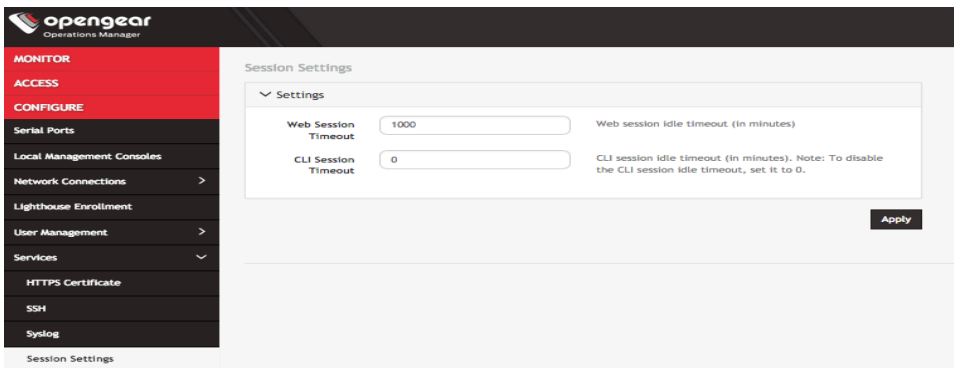 opengear
Operations Manager
MONITOR
ACCESS
CONFIGURE
Serial Ports
Local Management Consoles
Network Connections
Lighthouse Enrollment
User Management
Services
HTTPS Certificate
SSH
Syslog
Session Settings
Session Settings
Settings
Web Session
Timeout
1000
Web session idle timeout (in minutes)
CLI Session
Timeout
0
CLI session idle timeout (in minutes). Note: To disable
the CLI session idle timeout, set it to 0.
Apply